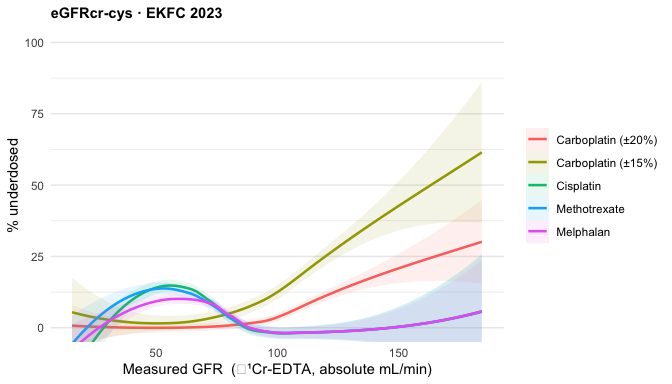 eGFRcr-cys · EKFC 2023
100
75
50
25
0
% underdosed
50
100
150
Measured GFR (□¹Cr-EDTA, absolute mL/min)
Carboplatin (±20%)
Carboplatin (±15%)
Cisplatin
Methotrexate
Melphalan